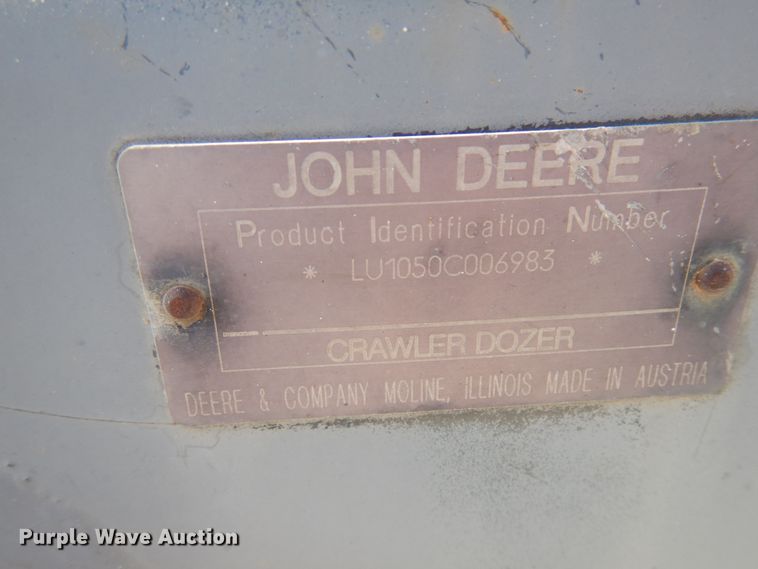 JOHN DEERE
Product Identification Number
* LU1050C006983 *
CRAWLER DOZER
DEERE & COMPANY MOLINE, ILLINOIS MADE IN AUSTRIA
Purple Wave Auction